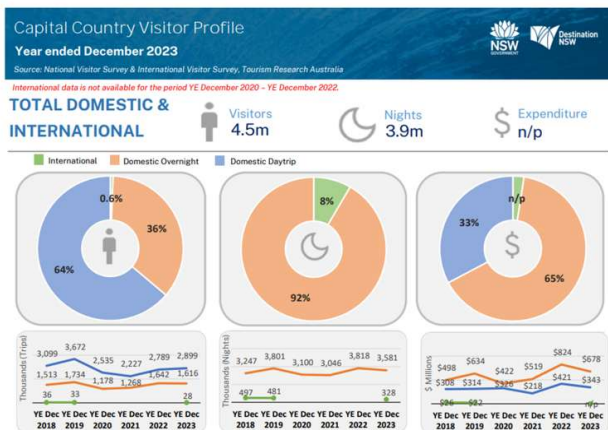 Capital Country Visitor Profile
Year ended December 2023
Source: National Visitor Survey & International Visitor Survey, Tourism Research Australia
NSW
GOVERNMENT
Destination
NSW
International data is not available for the period YE December 2020 – YE December 2022.
TOTAL DOMESTIC &
INTERNATIONAL
Visitors
4.5m
Nights
3.9m
$
Expenditure
n/p
International
Domestic Overnight
Domestic Daytrip
0.6%
36%
64%
8%
92%
n/p
33%
65%
$
Thousands (Trips)
3,099 3,672 2,535 2,227 2,789 2,899
1,513 1,734 1,178 1,268 1,642 1,616
36 33 28
YE Dec YE Dec YE Dec YE Dec YE Dec YE Dec
2018 2019 2020 2021 2022 2023
Thousands (Nights)
3,247 3,801 3,100 3,046 3,818 3,581
497 481 328
YE Dec YE Dec YE Dec YE Dec YE Dec YE Dec
2018 2019 2020 2021 2022 2023
$ Millions
$498 $634 $422 $519 $824 $678
$308 $314 $326 $218 $421 $343
$26 $22 n/p
YE Dec YE Dec YE Dec YE Dec YE Dec YE Dec
2018 2019 2020 2021 2022 2023